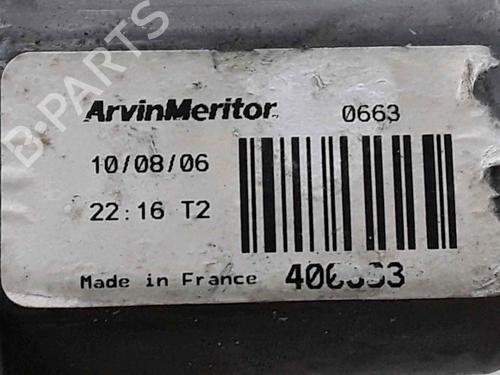 ArvinMeritor 0663
10/08/06
22:16 T2
Made in France
B-PARTS